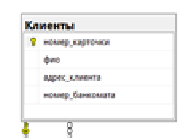 Клиенты
номер_карточки
фио
адрес_клиента
номер_банкомата